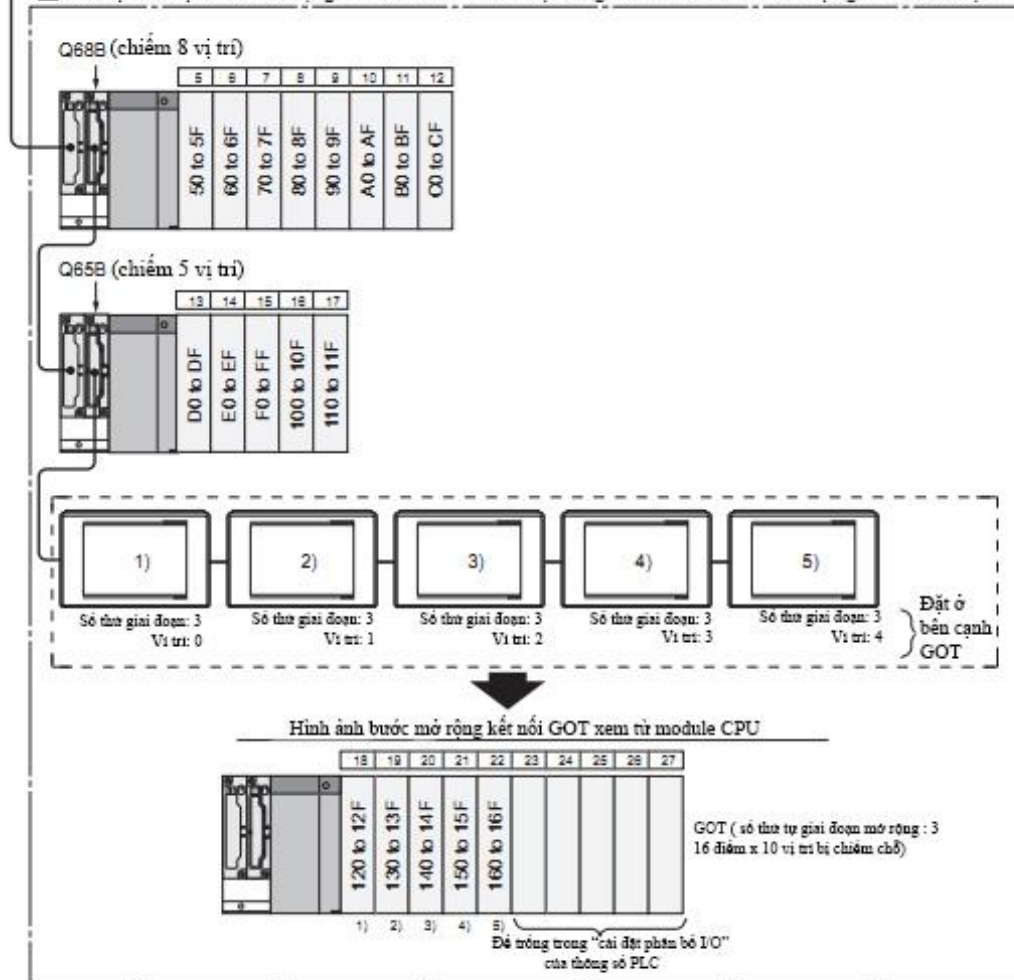 Q68B (chiếm 8 vị trí)
5 6 7 8 9 10 11 12
50 to 5F
60 to 6F
70 to 7F
80 to 8F
90 to 9F
A0 to AF
B0 to BF
C0 to CF
Q65B (chiếm 5 vị trí)
13 14 15 16 17
D0 to DF
E0 to EF
F0 to FF
100 to 10F
110 to 11F
1) 2) 3) 4) 5)
Số thứ giai đoạn: 3
Vị trí: 0
Số thứ giai đoạn: 3
Vị trí: 1
Số thứ giai đoạn: 3
Vị trí: 2
Số thứ giai đoạn: 3
Vị trí: 3
Số thứ giai đoạn: 3
Vị trí: 4
Đặt ở
bên cạnh
GOT
Hình ảnh bước mở rộng kết nối GOT xem từ module CPU
18 19 20 21 22 23 24 25 26 27
120 to 12F
130 to 13F
140 to 14F
150 to 15F
160 to 16F
GOT ( số thứ tự giai đoạn mở rộng : 3
16 điểm x 10 vị trí bị chiếm chỗ)
1) 2) 3) 4) 5)
Để trống trong “cài đặt phân bố I/O”
của thông số PLC